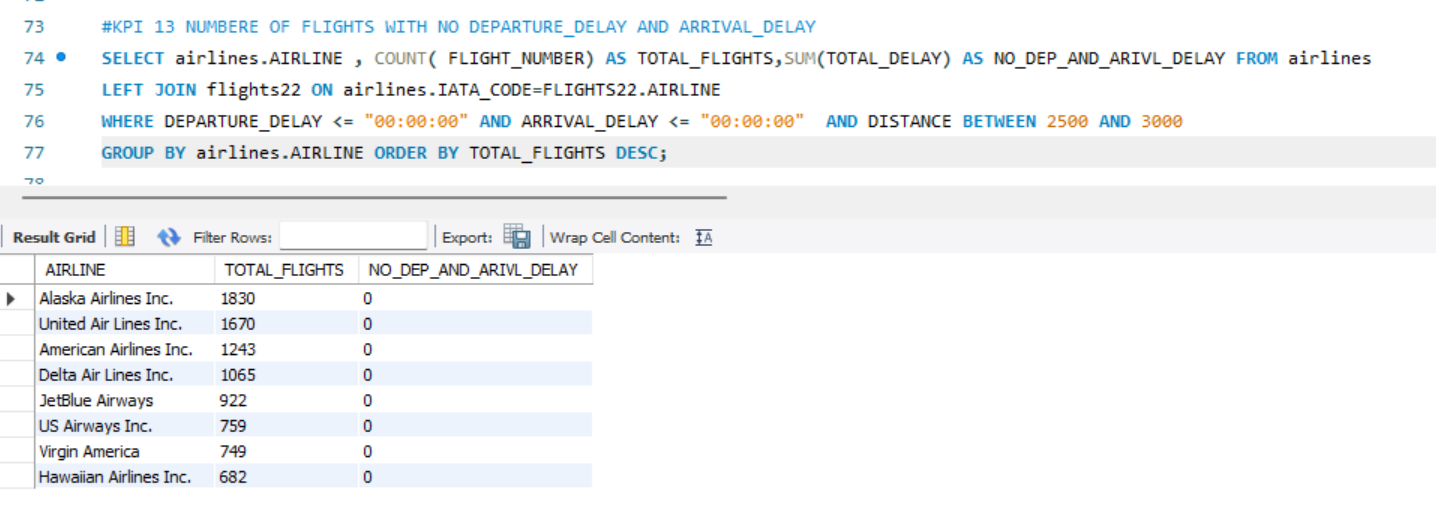 73 #KPI 13 NUMBERE OF FLIGHTS WITH NO DEPARTURE_DELAY AND ARRIVAL_DELAY
74 SELECT airlines.AIRLINE , COUNT( FLIGHT_NUMBER) AS TOTAL_FLIGHTS,SUM(TOTAL_DELAY) AS NO_DEP_AND_ARIVL_DELAY FROM airlines
75 LEFT JOIN flights22 ON airlines.IATA_CODE=FLIGHTS22.AIRLINE
76 WHERE DEPARTURE_DELAY <= "00:00:00" AND ARRIVAL_DELAY <= "00:00:00" AND DISTANCE BETWEEN 2500 AND 3000
77 GROUP BY airlines.AIRLINE ORDER BY TOTAL_FLIGHTS DESC;
Result Grid Filter Rows: Export: Wrap Cell Content: IA
AIRLINE TOTAL_FLIGHTS NO_DEP_AND_ARIVL_DELAY
Alaska Airlines Inc. 1830 0
United Air Lines Inc. 1670 0
American Airlines Inc. 1243 0
Delta Air Lines Inc. 1065 0
JetBlue Airways 922 0
US Airways Inc. 759 0
Virgin America 749 0
Hawaiian Airlines Inc. 682 0